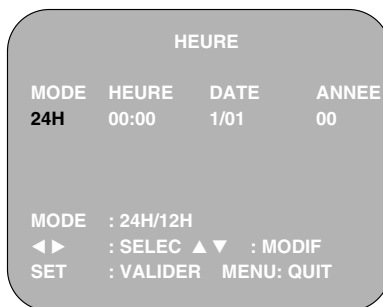 HEURE
MODE HEURE DATE ANNEE
24H 00:00 1/01 00
MODE : 24H/12H
◀ ▶ : SELEC ▲ ▼ : MODIF
SET : VALIDER MENU: QUIT